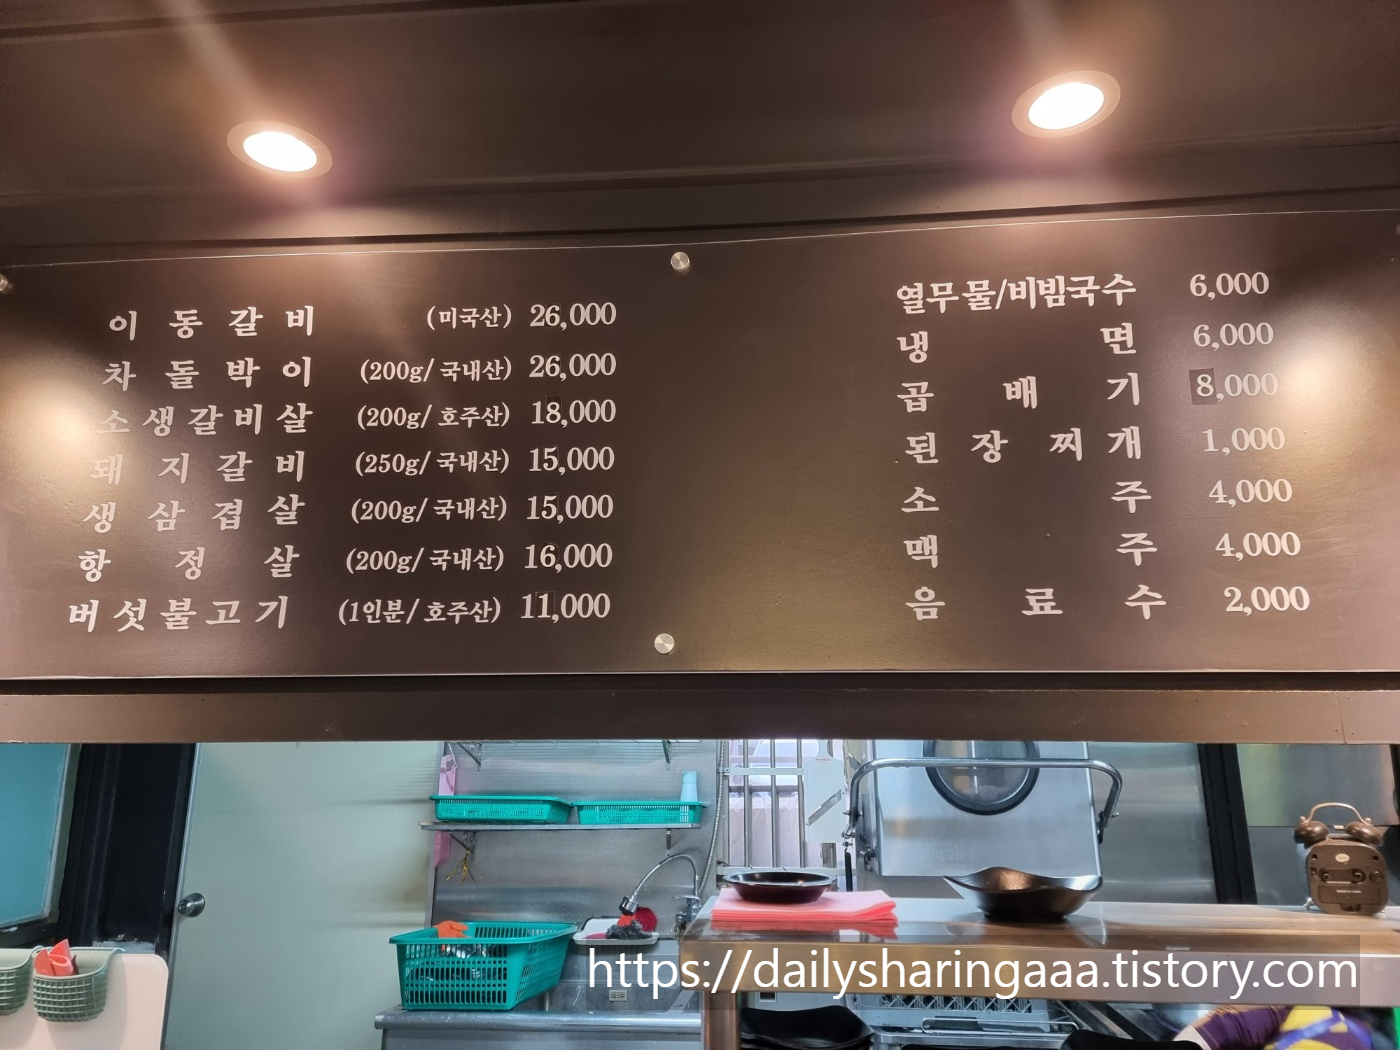 이동갈비 (미국산) 26,000
차돌박이 (200g/ 국내산) 26,000
소생갈비살 (200g/ 호주산) 18,000
돼지갈비 (250g/ 국내산) 15,000
생삼겹살 (200g/ 국내산) 15,000
항정살 (200g/ 국내산) 16,000
버섯불고기 (1인분/ 호주산) 11,000
열무물/비빔국수 6,000
냉면 6,000
곱배기 8,000
된장찌개 1,000
소주 4,000
맥주 4,000
음료수 2,000
https://dailysharingaaa.tistory.com